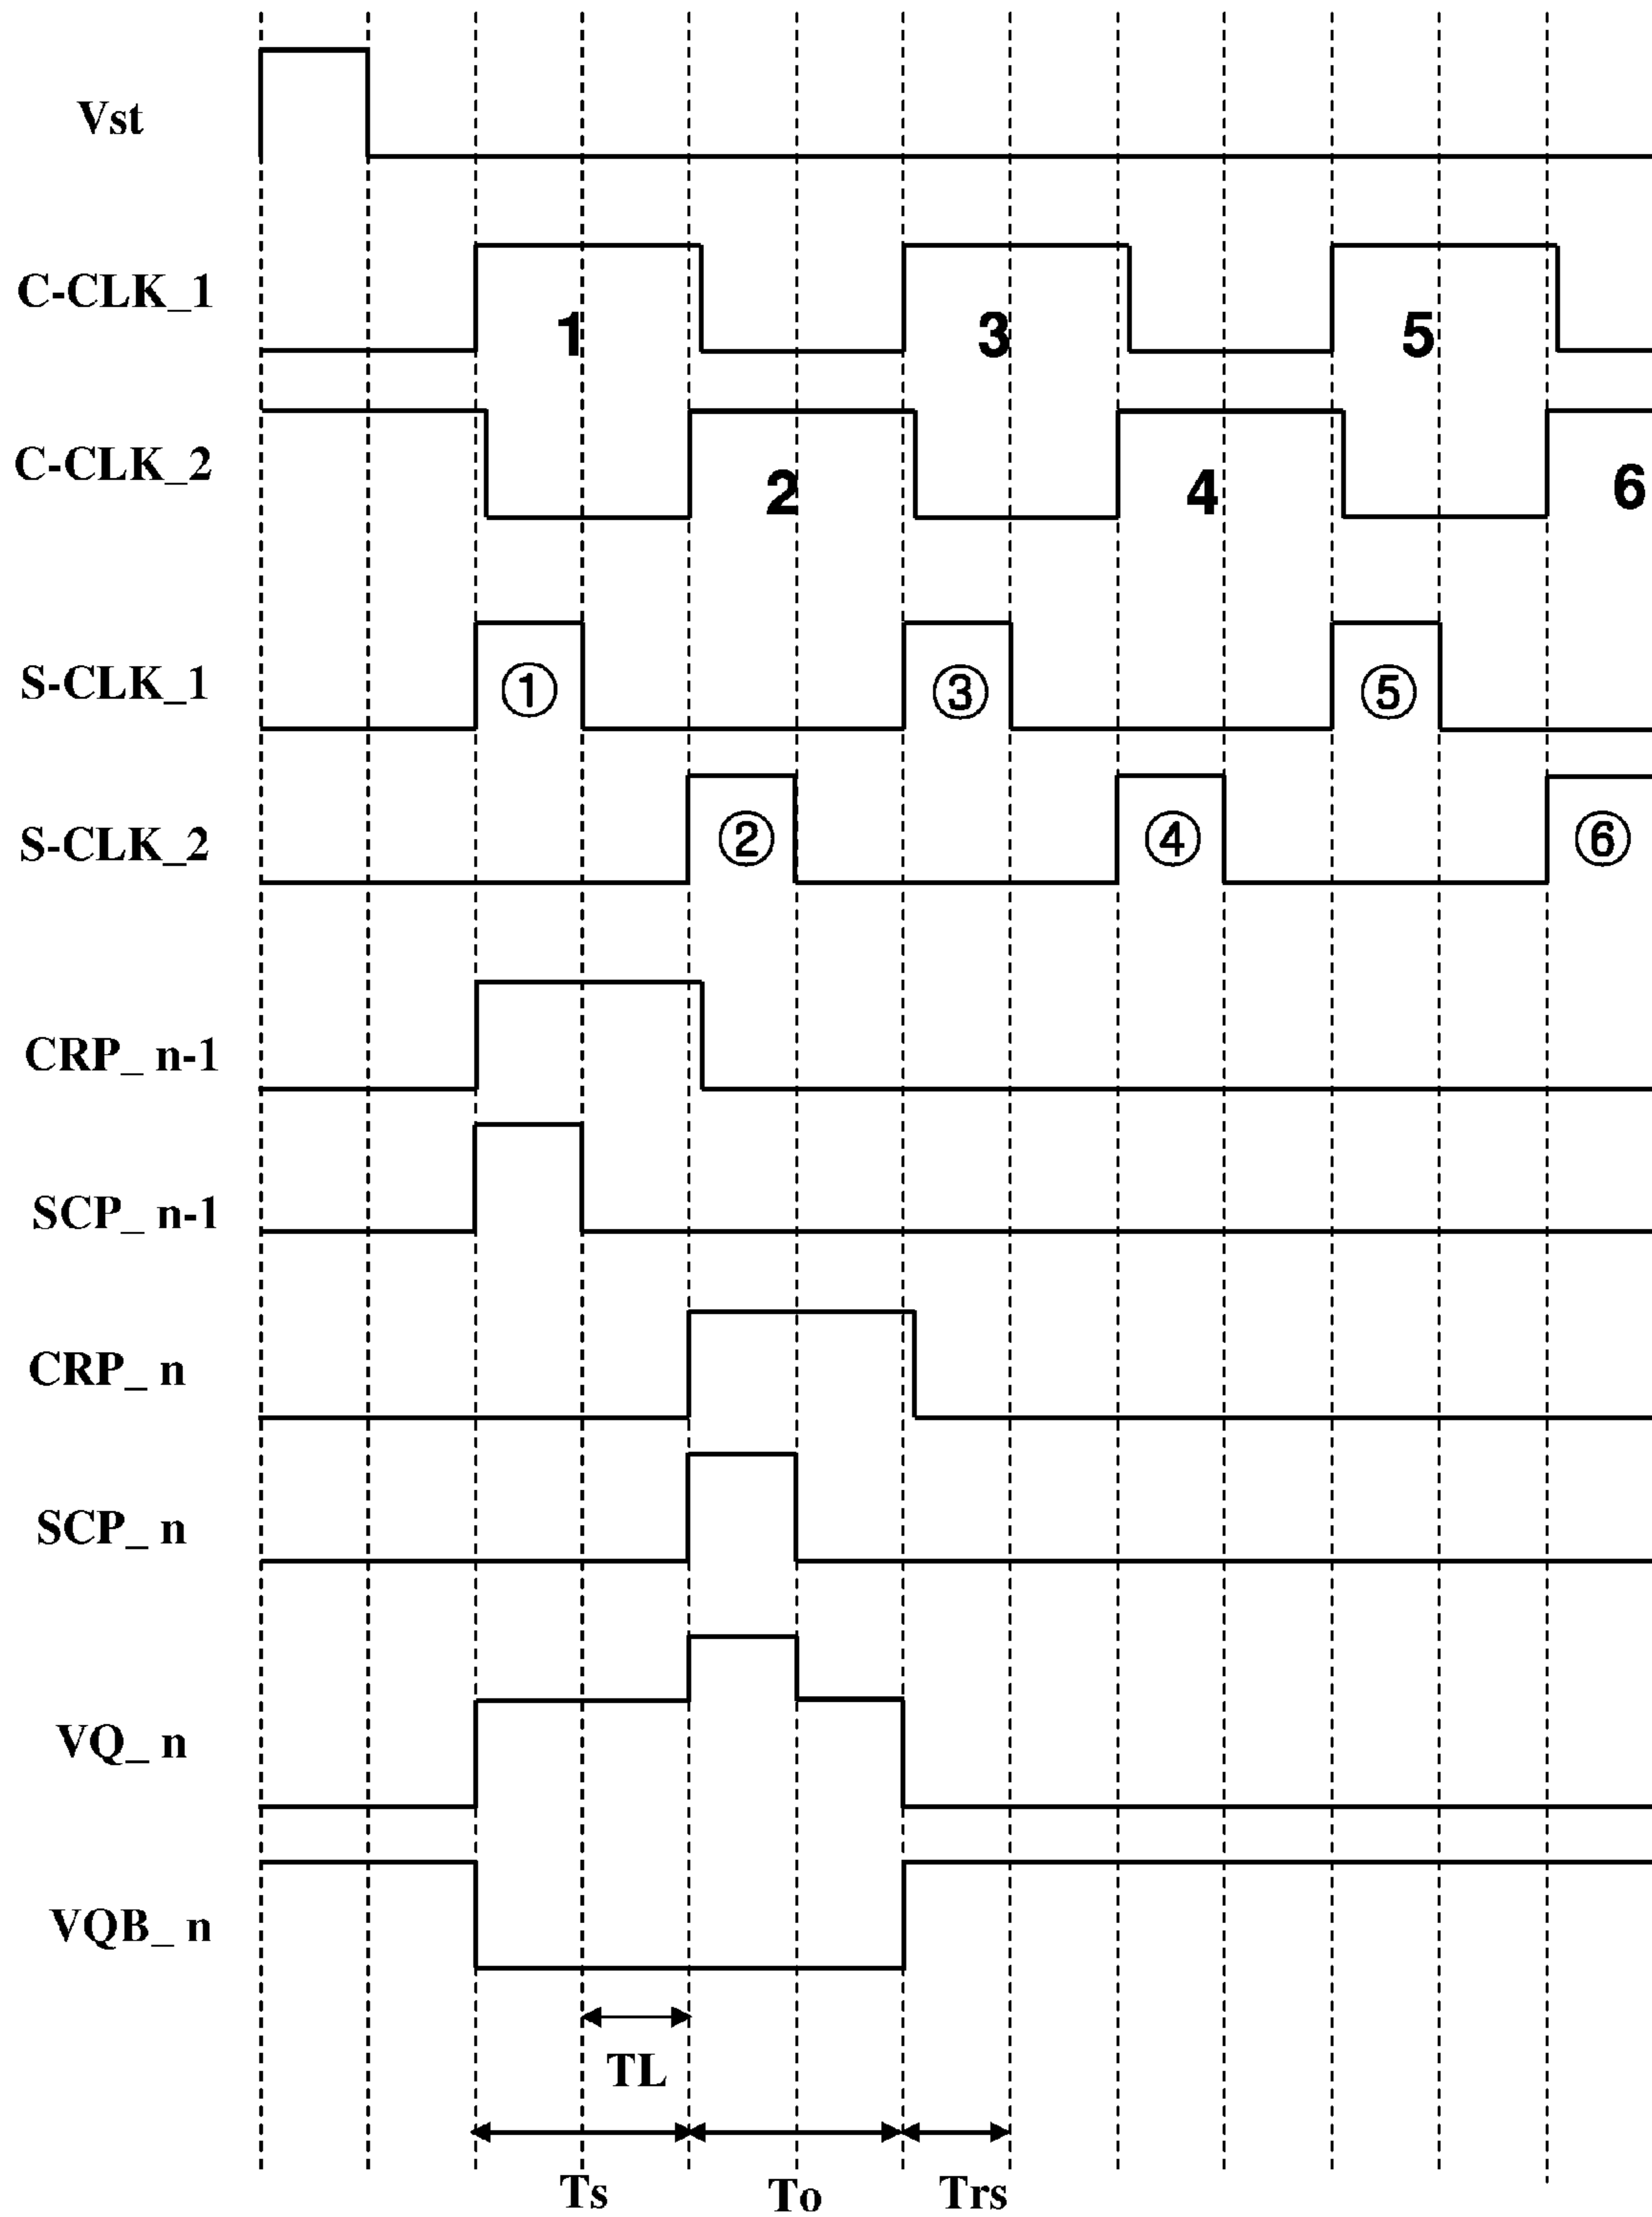 Vst
C-CLK_1
1 3 5
C-CLK_2
2 4 6
S-CLK_1
① ③ ⑤
S-CLK_2
② ④ ⑥
CRP_ n-1
SCP_ n-1
CRP_ n
SCP_ n
VQ_ n
VQB_ n
TL
Ts To Trs